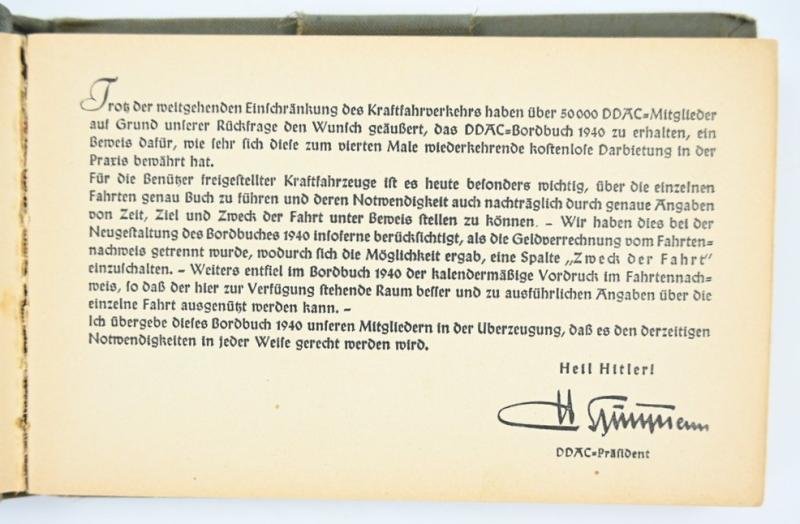 Trotz der weitgehenden Einschränkung des Kraftfahrverkehrs haben über 50000 DDAC=Mitglieder
auf Grund unserer Rückfrage den Wunsch geäußert, das DDAC=Bordbuch 1940 zu erhalten, ein
Beweis dafür, wie sehr sich diese zum vierten Male wiederkehrende kostenlose Darbietung in der
Praxis bewährt hat.
Für die Benützer freigestellter Kraftfahrzeuge ist es heute besonders wichtig, über die einzelnen
Fahrten genau Buch zu führen und deren Notwendigkeit auch nachträglich durch genaue Angaben
von Zeit, Ziel und Zweck der Fahrt unter Beweis stellen zu können. – Wir haben dies bei der
Neugestaltung des Bordbuches 1940 insoferne berücksichtigt, als die Geldverrechnung vom Fahrten=
nachweis getrennt wurde, wodurch sich die Möglichkeit ergab, eine Spalte „Zweck der Fahrt"
einzuschalten. – Weiters entfiel im Bordbuch 1940 der kalendermäßige Vordruck im Fahrtennach=
weis, so daß der hier zur Verfügung stehende Raum besser und zu ausführlichen Angaben über die
einzelne Fahrt ausgenützt werden kann. –
Ich übergebe dieses Bordbuch 1940 unseren Mitgliedern in der Überzeugung, daß es den derzeitigen
Notwendigkeiten in jeder Weise gerecht werden wird.
Heil Hitler!
DDAC=Präsident